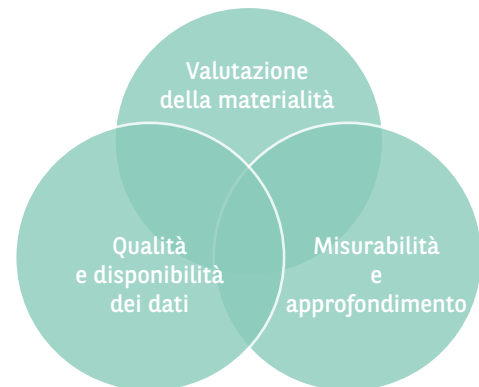 Valutazione
della materialità
Qualità
e disponibilità
dei dati
Misurabilità
e
approfondimento